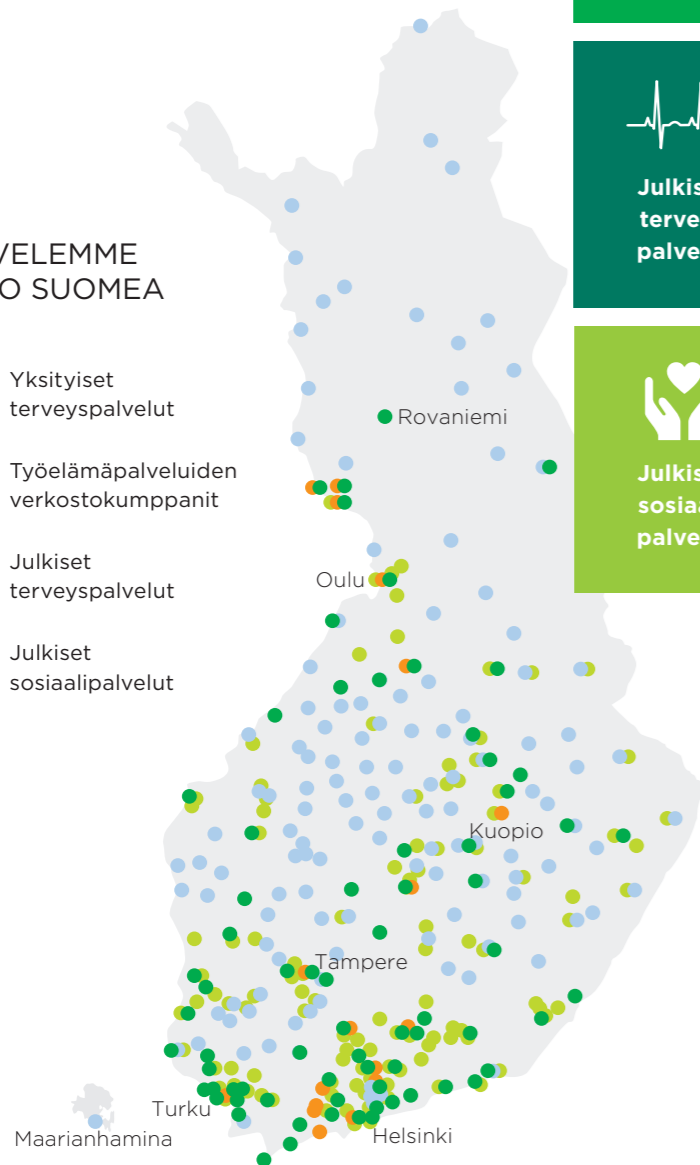 VELEMME
O SUOMEA
Yksityiset
terveyspalvelut
Työelämäpalveluiden
verkostokumppanit
Julkiset
terveyspalvelut
Julkiset
sosiaalipalvelut
Julkis
terve
palve
Julkis
sosiaa
palve
Rovaniemi
Oulu
Kuopio
Tampere
Turku
Helsinki
Maarianhamina